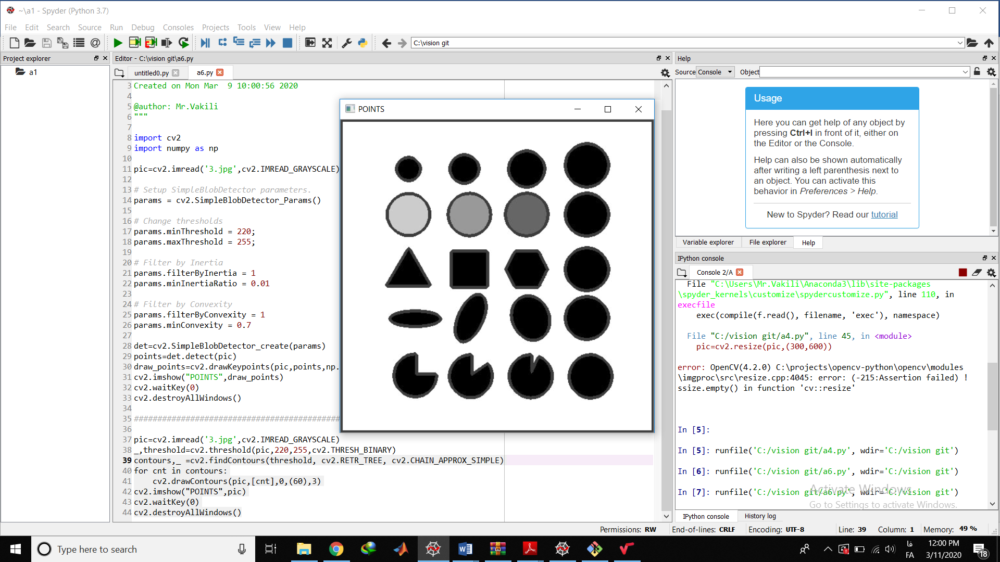 ~\a1 - Spyder (Python 3.7)
File Edit Search Source Run Debug Consoles Projects Tools View Help
C:\vision git
Project explorer
a1
Editor - C:\vision git\a6.py
untitled0.py
a6.py
3 Created on Mon Mar  9 10:00:56 2020
4
5 @author: Mr.Vakili
6 """
7
8 import cv2
9 import numpy as np
10
11 pic=cv2.imread('3.jpg',cv2.IMREAD_GRAYSCALE)
12
13 # Setup SimpleBlobDetector parameters.
14 params = cv2.SimpleBlobDetector_Params()
15
16 # Change thresholds
17 params.minThreshold = 220;
18 params.maxThreshold = 255;
19
20 # Filter by Inertia
21 params.filterByInertia = 1
22 params.minInertiaRatio = 0.01
23
24 # Filter by Convexity
25 params.filterByConvexity = 1
26 params.minConvexity = 0.7
27
28 det=cv2.SimpleBlobDetector_create(params)
29 points=det.detect(pic)
30 draw_points=cv2.drawKeypoints(pic,points,np.
31 cv2.imshow("POINTS",draw_points)
32 cv2.waitKey(0)
33 cv2.destroyAllWindows()
34
35 ############################################
36
37 pic=cv2.imread('3.jpg',cv2.IMREAD_GRAYSCALE)
38 _,threshold=cv2.threshold(pic,220,255,cv2.THRESH_BINARY)
39 contours,_ =cv2.findContours(threshold, cv2.RETR_TREE, cv2.CHAIN_APPROX_SIMPLE)
40 for cnt in contours:
41     cv2.drawContours(pic,[cnt],0,(60),3)
42 cv2.imshow("POINTS",pic)
43 cv2.waitKey(0)
44 cv2.destroyAllWindows()
POINTS
Help
Source Console Object
Usage
Here you can get help of any object by
pressing Ctrl+I in front of it, either on
the Editor or the Console.
Help can also be shown automatically
after writing a left parenthesis next to
an object. You can activate this
behavior in Preferences > Help.
New to Spyder? Read our tutorial
Variable explorer File explorer Help
IPython console
Console 2/A
File "C:\Users\Mr.Vakili\Anaconda3\lib\site-packages
\spyder_kernels\customize\spydercustomize.py", line 110, in
execfile
exec(compile(f.read(), filename, 'exec'), namespace)
File "C:/vision git/a4.py", line 45, in <module>
pic=cv2.resize(pic,(300,600))
error: OpenCV(4.2.0) C:\projects\opencv-python\opencv\modules
\imgproc\src\resize.cpp:4045: error: (-215:Assertion failed) !
ssize.empty() in function 'cv::resize'
In [5]:
In [5]: runfile('C:/vision git/a4.py', wdir='C:/vision git')
In [6]: runfile('C:/vision git/a6.py', wdir='C:/vision git')
In [7]: runfile('C:/vision git/a6.py', wdir='C:/vision git')
Activate Windows
Go to Settings to activate Windows.
IPython console History log
Permissions: RW End-of-lines: CRLF Encoding: UTF-8 Line: 39 Column: 1 Memory: 49 %
Type here to search
فا
FA
12:00 PM
3/11/2020
18